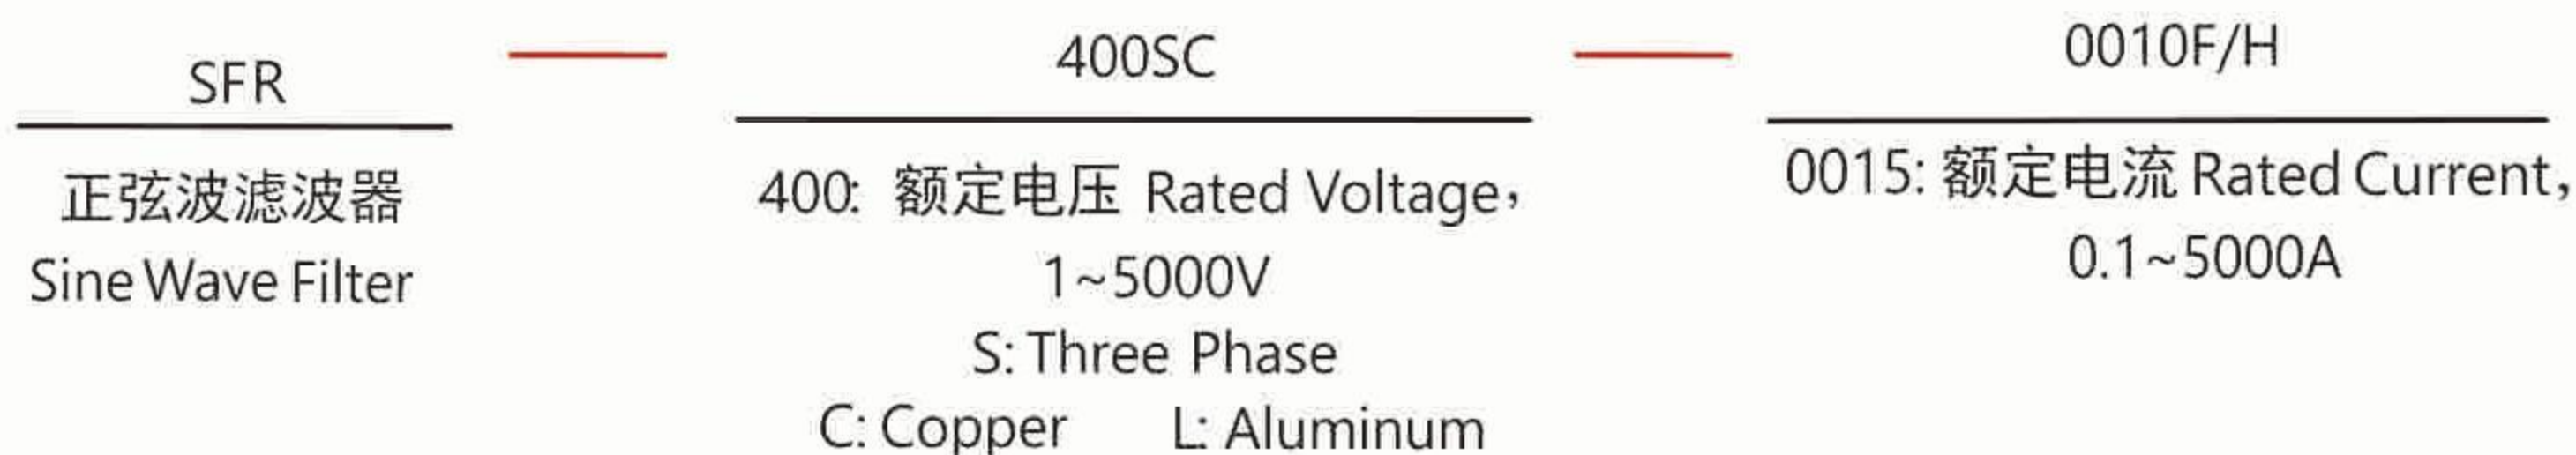 SFR
正弦波滤波器
Sine Wave Filter
400SC
400: 额定电压 Rated Voltage,
1~5000V
S: Three Phase
C: Copper L: Aluminum
0010F/H
0015: 额定电流 Rated Current,
0.1~5000A